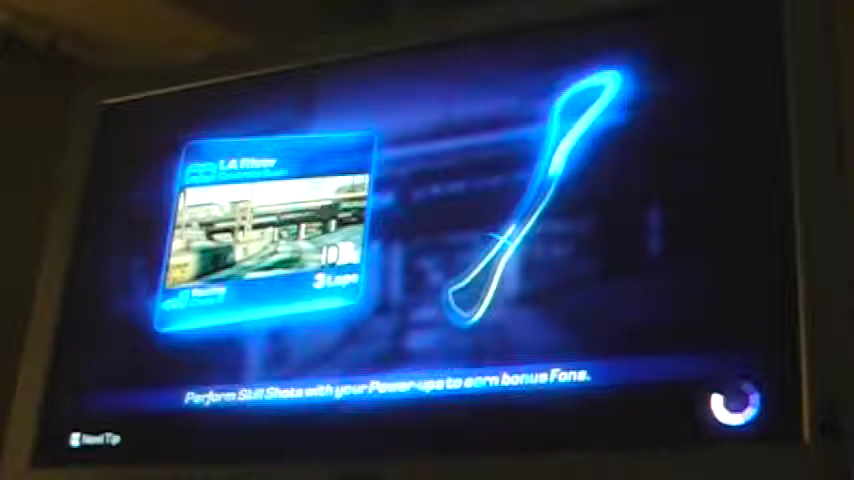 LA River
3 Laps
Perform Skill Shots with your Power-ups to earn bonus Fans.
Next Tip